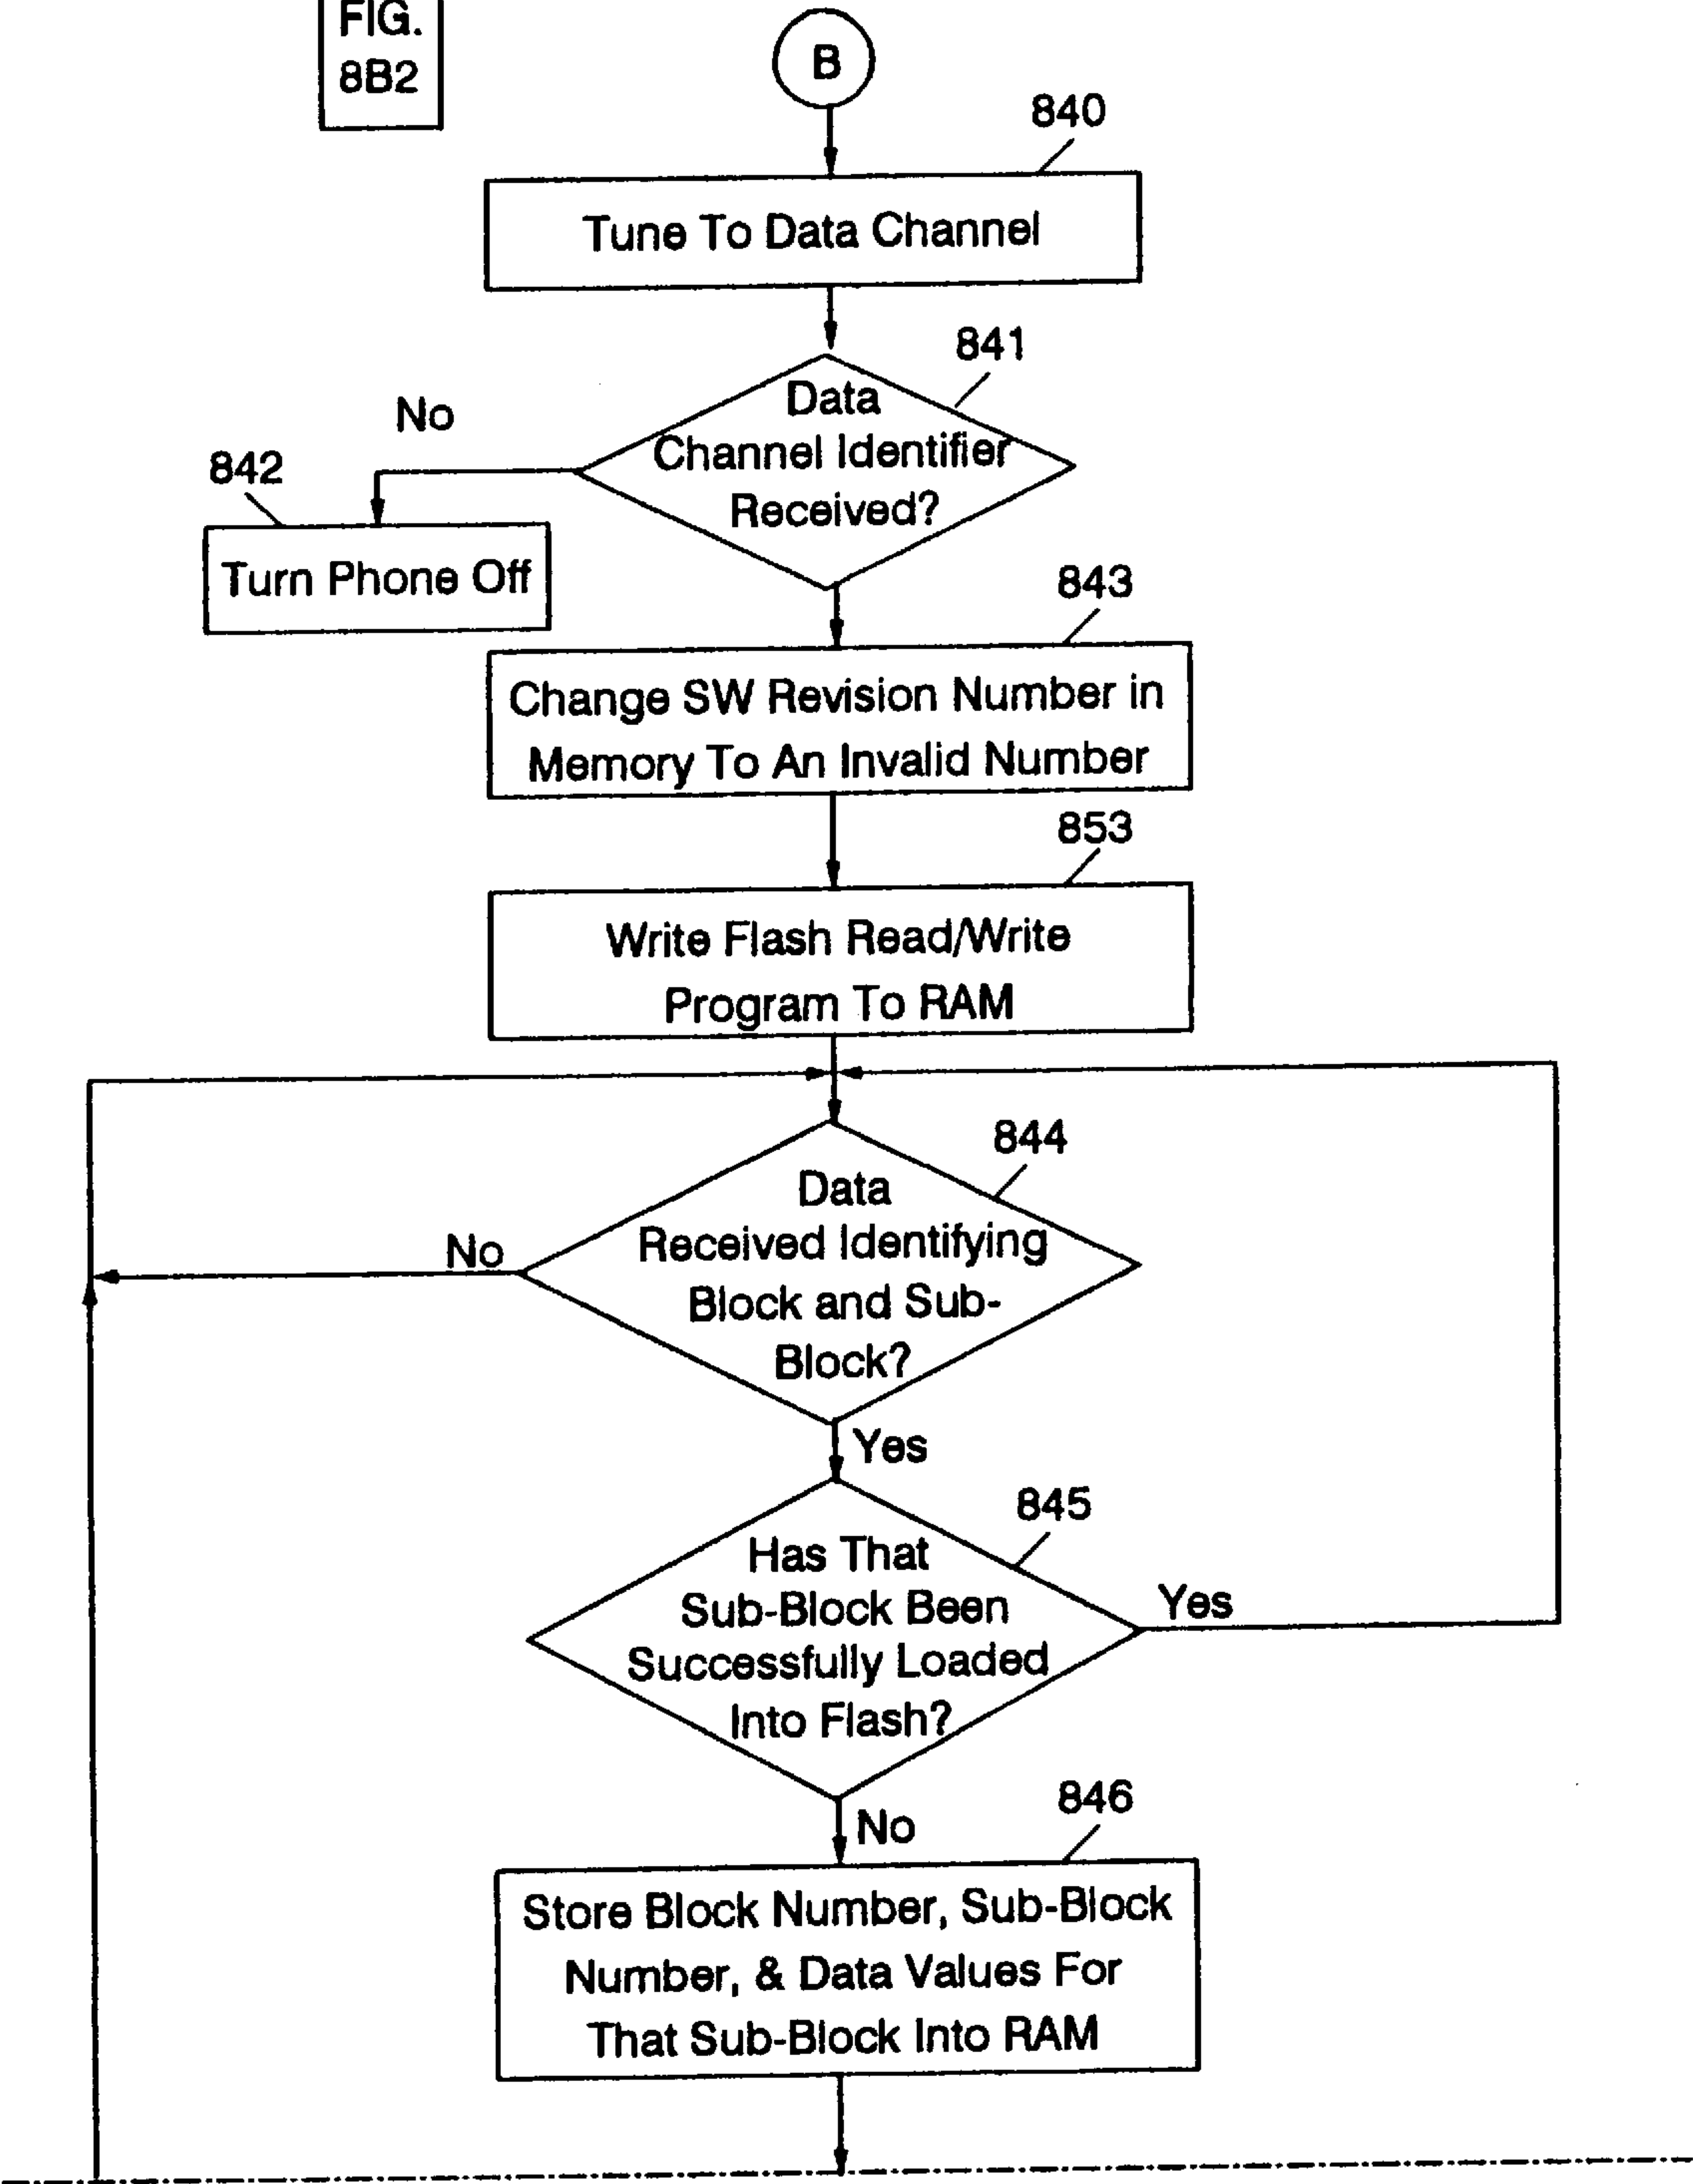 FIG.
8B2
B
840
Tune To Data Channel
841
Data
Channel Identifier
Received?
No
842
Turn Phone Off
843
Change SW Revision Number in
Memory To An Invalid Number
853
Write Flash Read/Write
Program To RAM
844
Data
Received Identifying
Block and Sub-
Block?
No
Yes
845
Has That
Sub-Block Been
Successfully Loaded
Into Flash?
Yes
No
846
Store Block Number, Sub-Block
Number, & Data Values For
That Sub-Block Into RAM